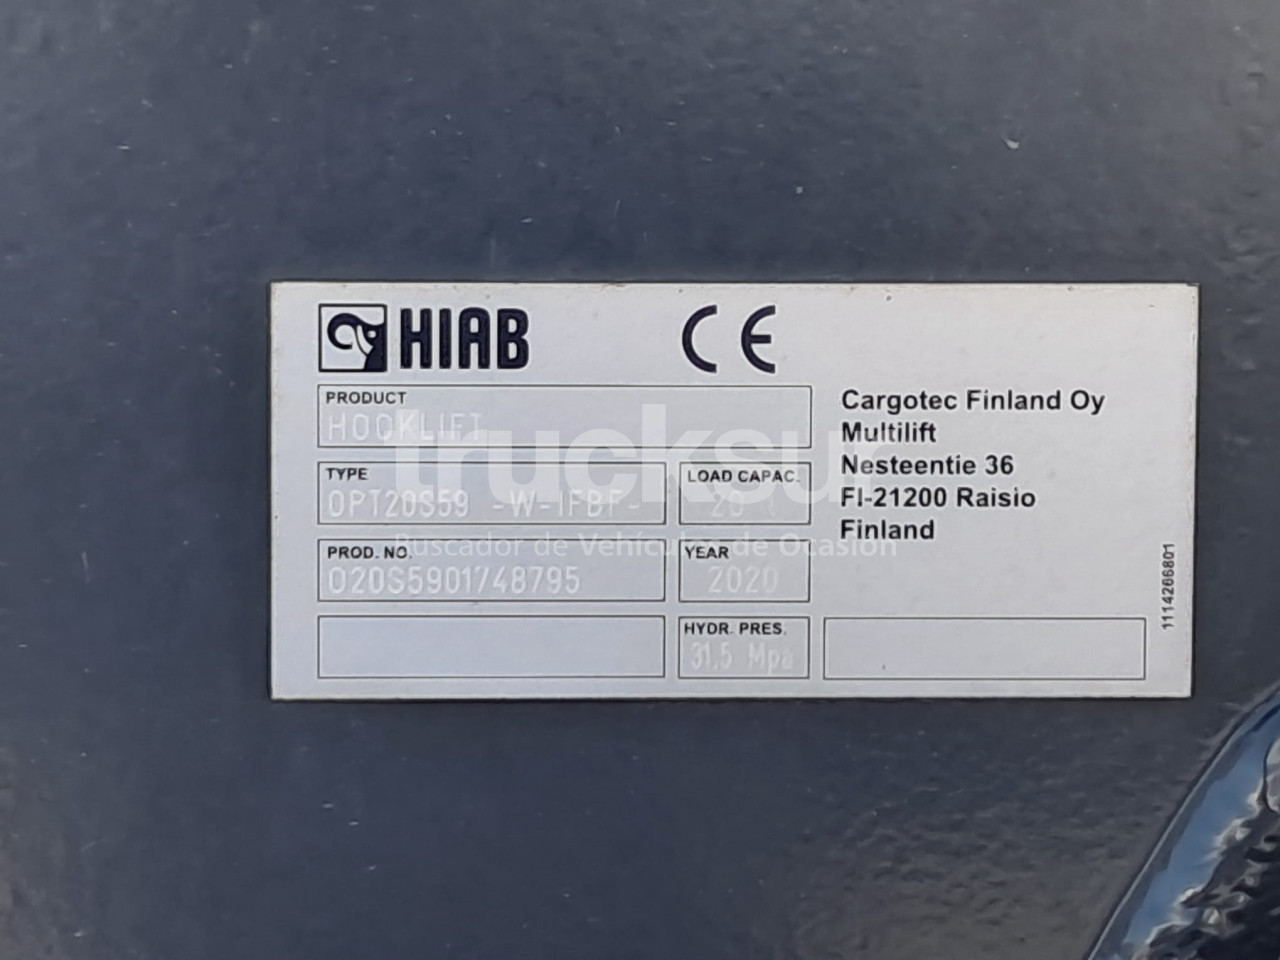 HIAB CE
PRODUCT
HOOKLIFT
TYPE
OPT20S59 -W-IFBF-
LOAD CAPAC.
20 t
PROD. NO.
020S5901748795
YEAR
2020
HYDR. PRES.
31.5 Mpa
Cargotec Finland Oy
Multilift
Nesteentie 36
FI-21200 Raisio
Finland
1114266801
trucksur
Buscador de Vehículos de Ocasión